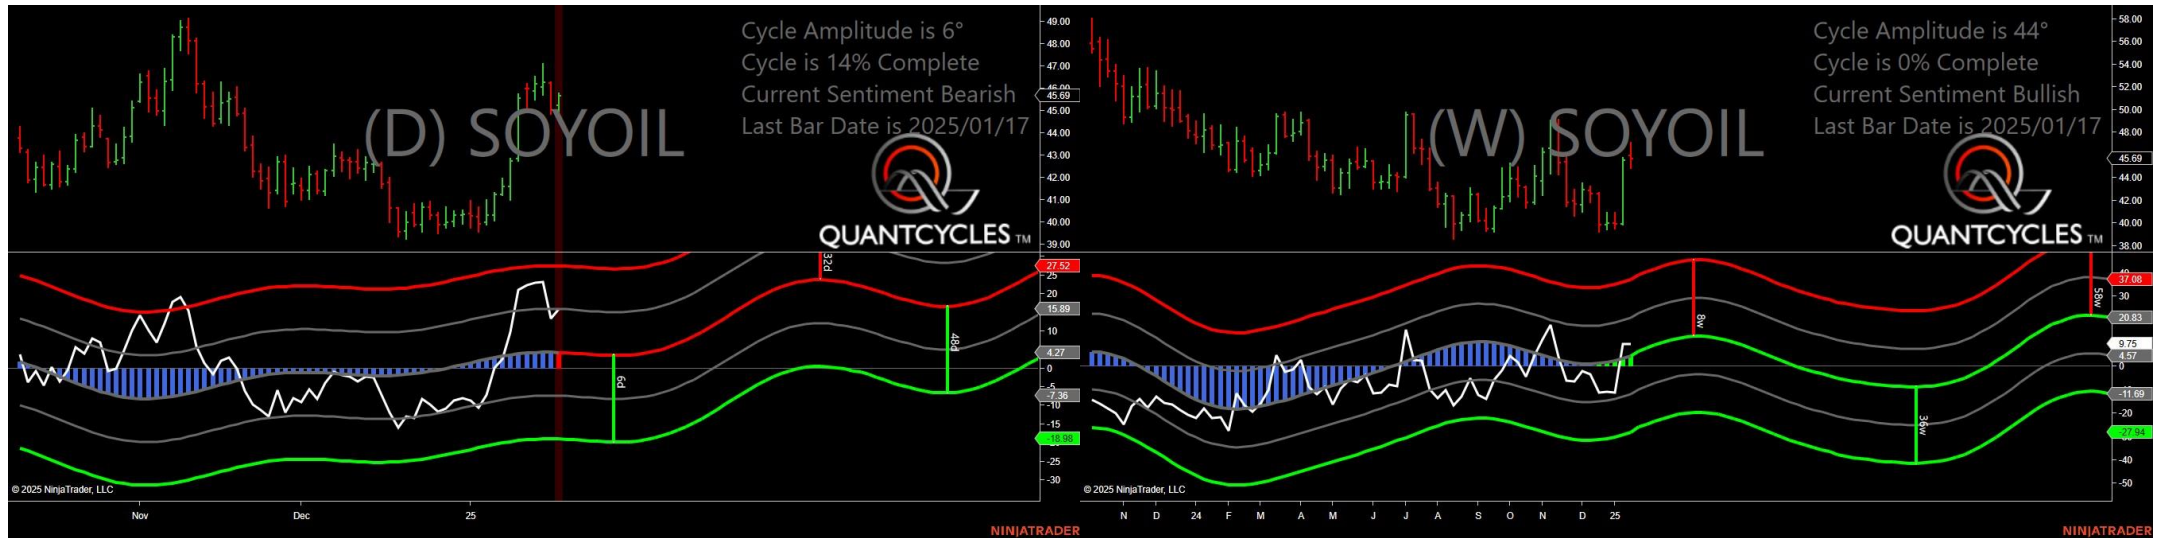 Cycle Amplitude is 6°
Cycle is 14% Complete
Current Sentiment Bearish
Last Bar Date is 2025/01/17
(D) SOYOIL
QUANTCYCLES TM
49.00
48.00
47.00
45.69
45.00
44.00
43.00
42.00
41.00
40.00
39.00
32d
6d
48d
27.52
25
20
15.89
10
4.27
0
-5
-7.36
-10
-15
-18.98
-25
-30
© 2025 NinjaTrader, LLC
Nov
Dec
25
NINJATRADER
Cycle Amplitude is 44°
Cycle is 0% Complete
Current Sentiment Bullish
Last Bar Date is 2025/01/17
(W) SOYOIL
QUANTCYCLES TM
58.00
56.00
54.00
52.00
50.00
48.00
45.69
44.00
42.00
40.00
38.00
8w
36w
58w
37.08
30
20.83
9.75
4.57
0
-11.69
-20
-27.94
-40
-50
© 2025 NinjaTrader, LLC
N
D
24
F
M
A
M
J
J
A
S
O
N
D
25
NINJATRADER